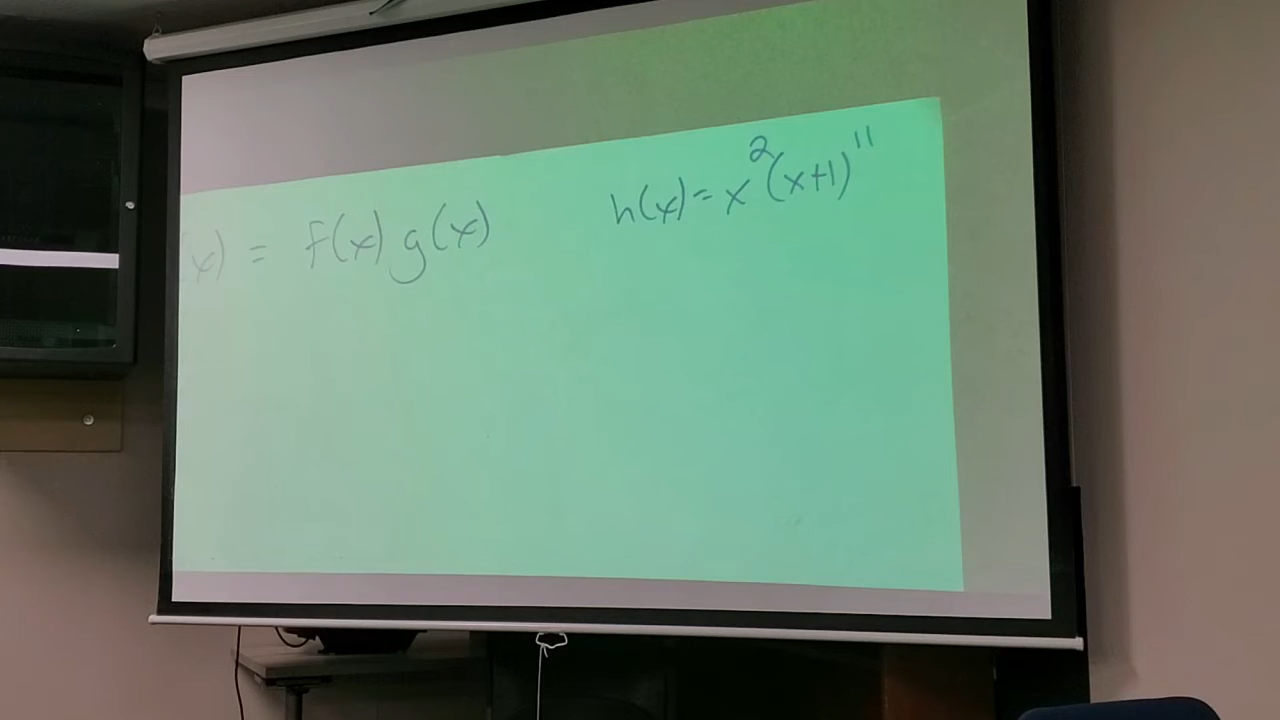 (x) = f(x) g(x)
h(x) = x²(x+1)¹¹